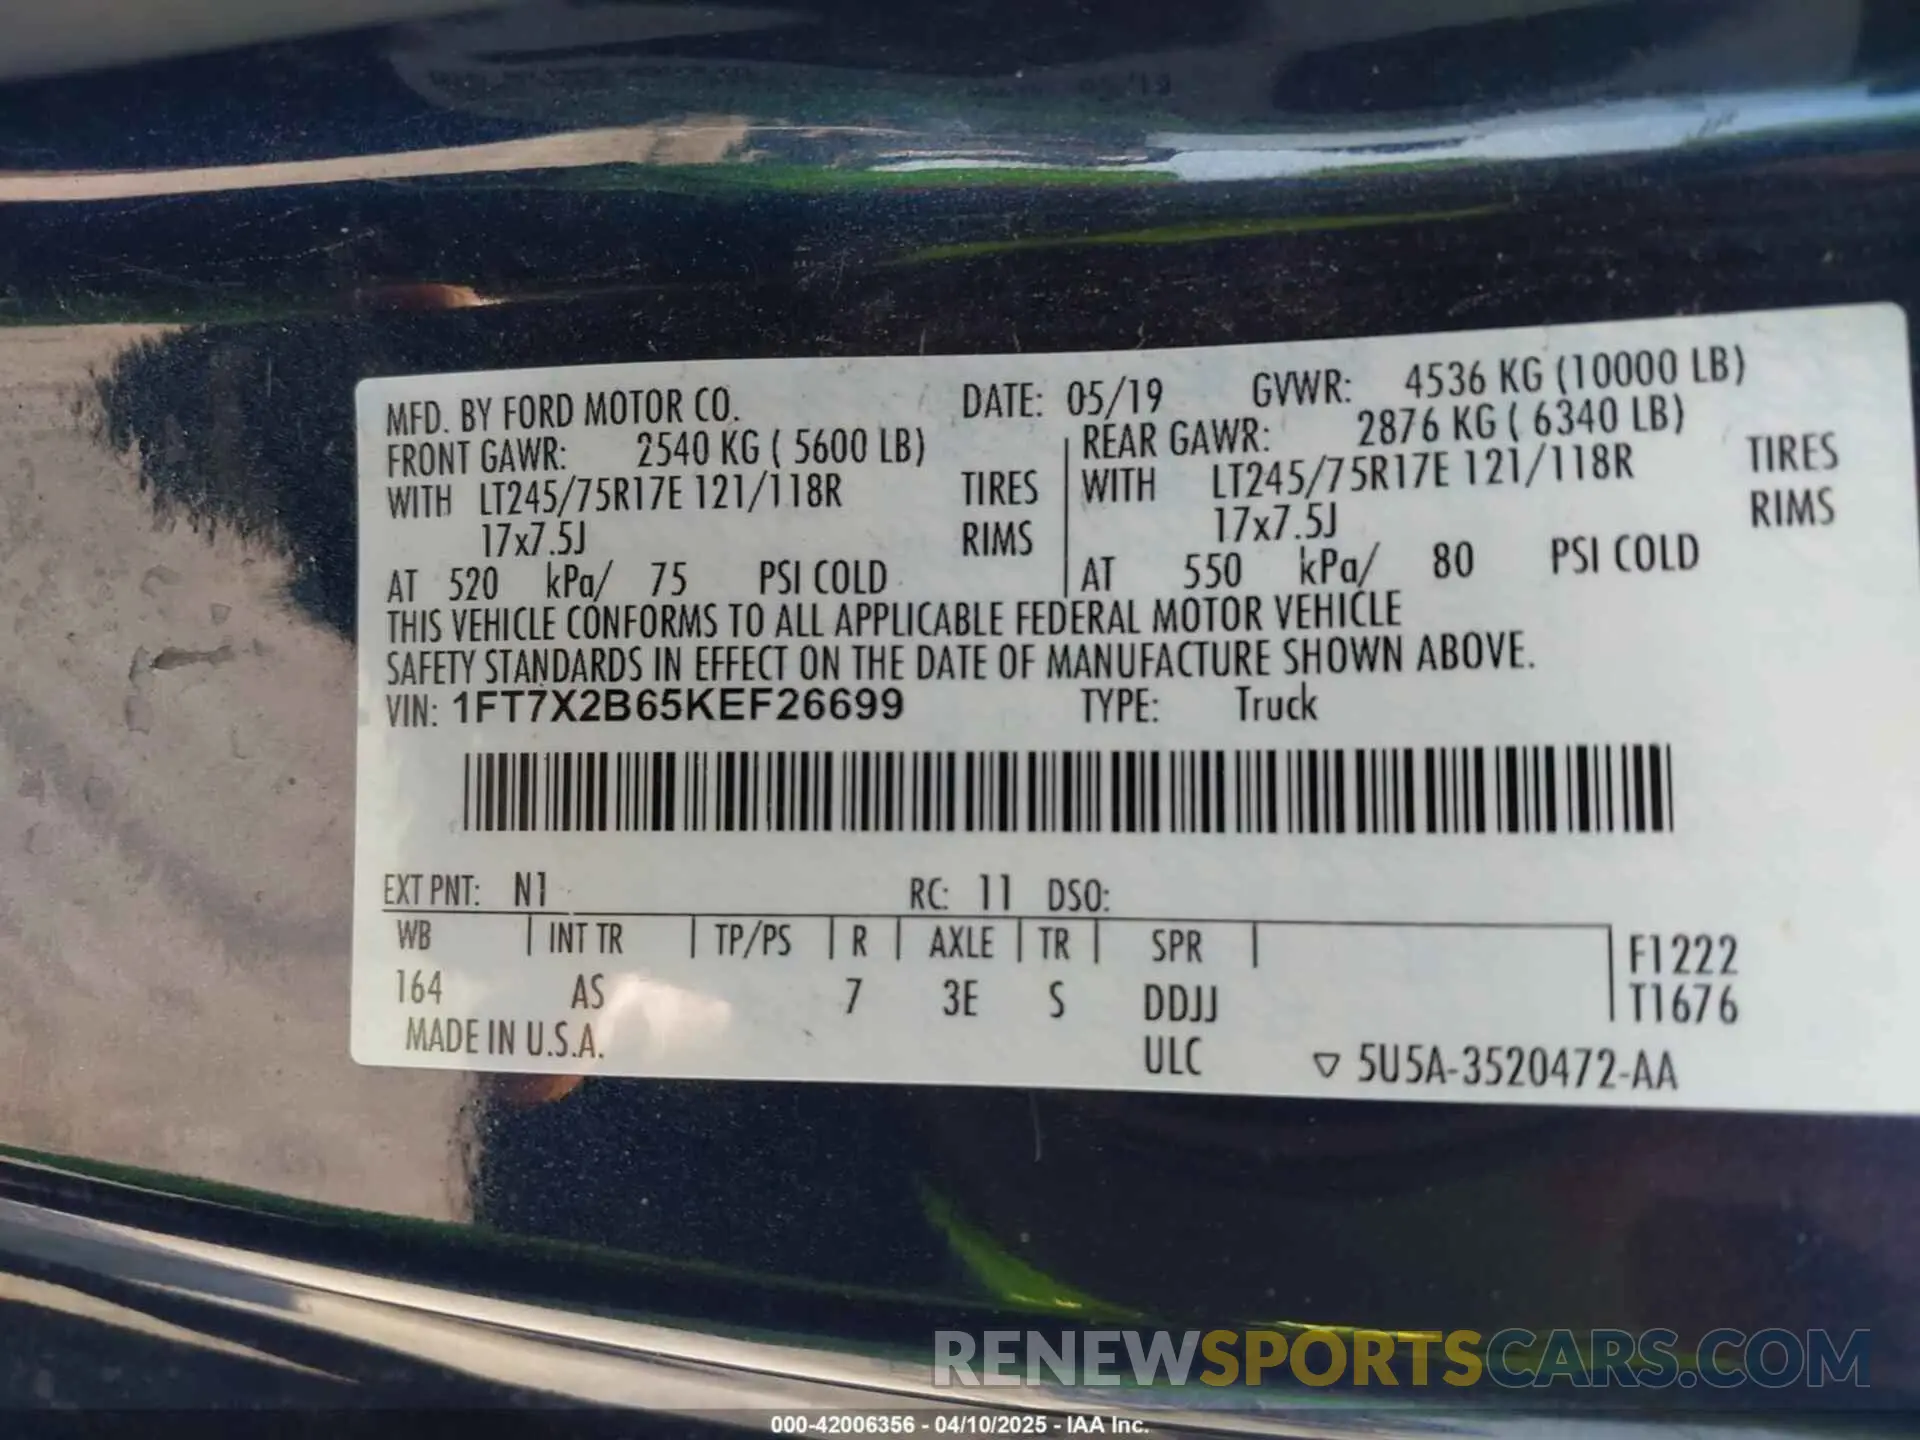 MFD. BY FORD MOTOR CO. DATE: 05/19 GVWR: 4536 KG (10000 LB)
FRONT GAWR: 2540 KG ( 5600 LB) REAR GAWR: 2876 KG ( 6340 LB)
WITH LT245/75R17E 121/118R TIRES WITH LT245/75R17E 121/118R TIRES
17x7.5J RIMS 17x7.5J RIMS
AT 520 kPa/ 75 PSI COLD AT 550 kPa/ 80 PSI COLD
THIS VEHICLE CONFORMS TO ALL APPLICABLE FEDERAL MOTOR VEHICLE
SAFETY STANDARDS IN EFFECT ON THE DATE OF MANUFACTURE SHOWN ABOVE.
VIN: 1FT7X2B65KEF26699 TYPE: Truck
EXT PNT: N1 RC: 11 DSO:
WB INT TR TP/PS R AXLE TR SPR F1222
164 AS 7 3E S DDJJ T1676
MADE IN U.S.A. ULC ▽ 5U5A-3520472-AA
RENEWSPORTSCARS.COM
000-42006356 - 04/10/2025 - IAA Inc.